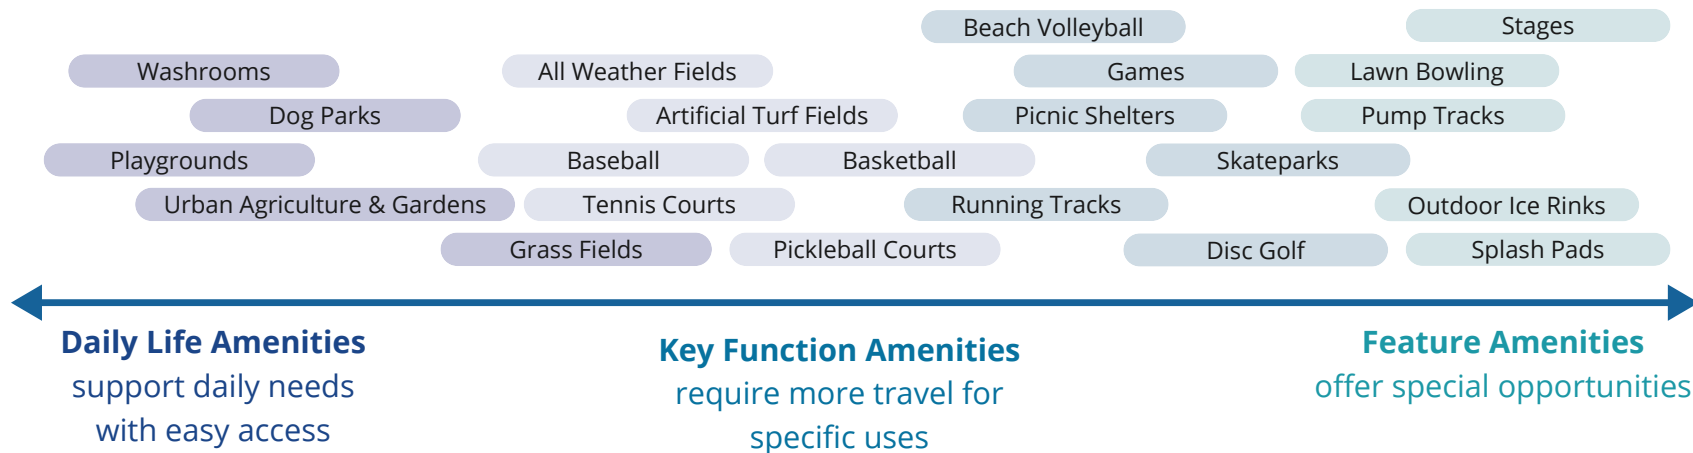 Beach Volleyball
Stages
Washrooms
All Weather Fields
Games
Lawn Bowling
Dog Parks
Artificial Turf Fields
Picnic Shelters
Pump Tracks
Playgrounds
Baseball
Basketball
Skateparks
Urban Agriculture & Gardens
Tennis Courts
Running Tracks
Outdoor Ice Rinks
Grass Fields
Pickleball Courts
Disc Golf
Splash Pads
Daily Life Amenities
support daily needs
with easy access
Key Function Amenities
require more travel for
specific uses
Feature Amenities
offer special opportunities